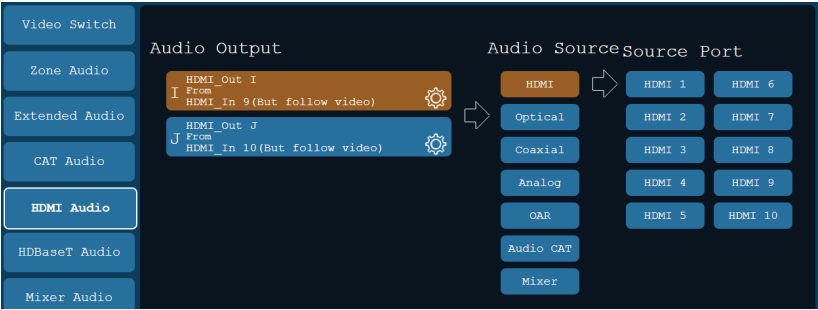 Video Switch
Zone Audio
Extended Audio
CAT Audio
HDMI Audio
HDBaseT Audio
Mixer Audio
Audio Output
I
HDMI_Out I
From
HDMI_In 9(But follow video)
J
HDMI_Out J
From
HDMI_In 10(But follow video)
Audio Source
HDMI
Optical
Coaxial
Analog
OAR
Audio CAT
Mixer
Source Port
HDMI 1 HDMI 6
HDMI 2 HDMI 7
HDMI 3 HDMI 8
HDMI 4 HDMI 9
HDMI 5 HDMI 10